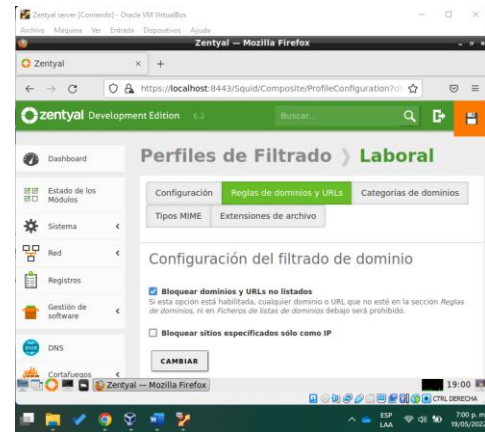 Zentyal server [Corriendo] - Oracle VM VirtualBox
Archivo Máquina Ver Entrada Dispositivos Ayuda
Zentyal — Mozilla Firefox
Zentyal
https://localhost:8443/Squid/Composite/ProfileConfiguration?di
zentyal Development Edition 6.2
Buscar...
Perfiles de Filtrado Laboral
Dashboard
Estado de los
Módulos
Sistema
Red
Registros
Gestión de
software
DNS
Cortafuegos
Configuración Reglas de dominios y URLs Categorías de dominios
Tipos MIME Extensiones de archivo
Configuración del filtrado de dominio
Bloquear dominios y URLs no listados
Si esta opción está habilitada, cualquier dominio o URL que no esté en la sección Reglas
de dominios, ni en Ficheros de listas de dominios debajo será prohibido.
Bloquear sitios especificados sólo como IP
CAMBIAR
Zentyal — Mozilla Firefox
19:00
CTRL DERECHA
ESP
LAA
7:00 p. m.
19/05/2022